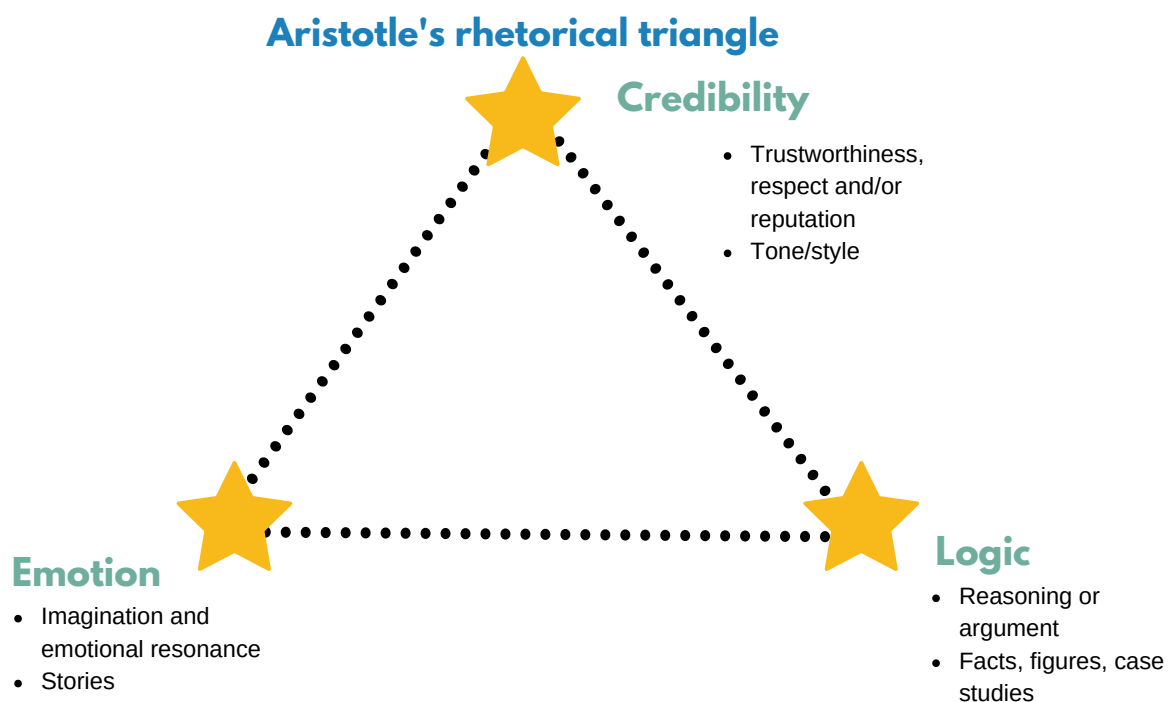 Aristotle's rhetorical triangle
Credibility
• Trustworthiness,
respect and/or
reputation
• Tone/style
Emotion
• Imagination and
emotional resonance
• Stories
Logic
• Reasoning or
argument
• Facts, figures, case
studies